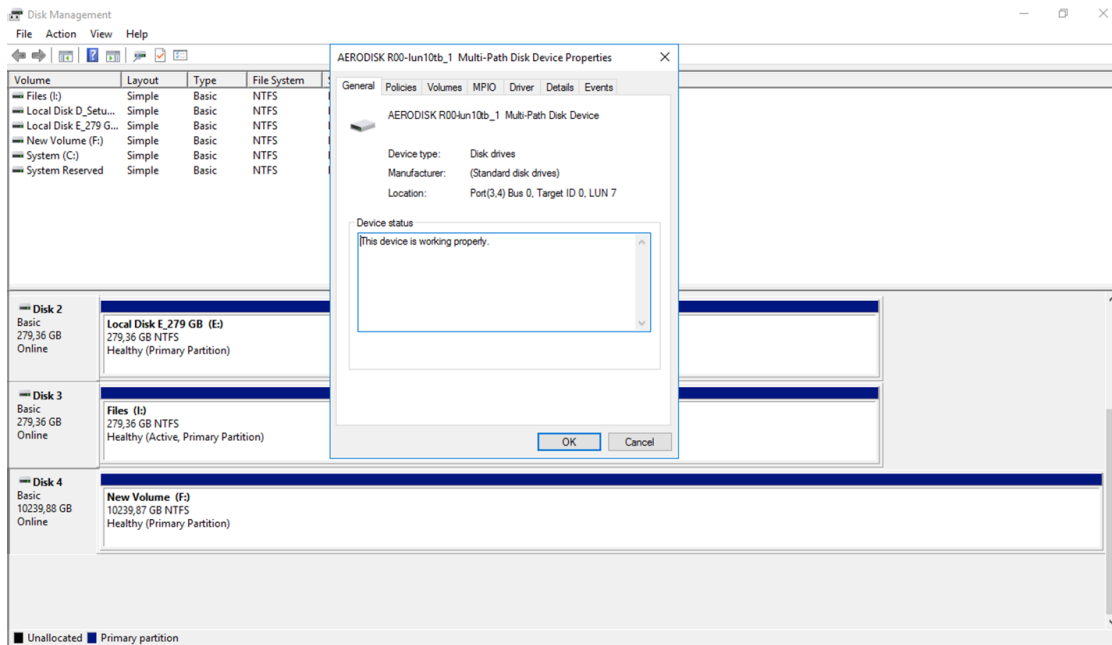 Disk Management
File Action View Help
Volume Layout Type File System
Files (I:) Simple Basic NTFS
Local Disk D_Setu... Simple Basic NTFS
Local Disk E_279 G... Simple Basic NTFS
New Volume (F:) Simple Basic NTFS
System (C:) Simple Basic NTFS
System Reserved Simple Basic NTFS
AERODISK R00-lun10tb_1 Multi-Path Disk Device Properties
General Policies Volumes MPIO Driver Details Events
AERODISK R00-lun10tb_1 Multi-Path Disk Device
Device type: Disk drives
Manufacturer: (Standard disk drives)
Location: Port(3,4) Bus 0, Target ID 0, LUN 7
Device status
This device is working properly.
OK Cancel
Disk 2
Basic
279,36 GB
Online
Local Disk E_279 GB (E:)
279,36 GB NTFS
Healthy (Primary Partition)
Disk 3
Basic
279,36 GB
Online
Files (I:)
279,36 GB NTFS
Healthy (Active, Primary Partition)
Disk 4
Basic
10239,88 GB
Online
New Volume (F:)
10239,87 GB NTFS
Healthy (Primary Partition)
Unallocated Primary partition